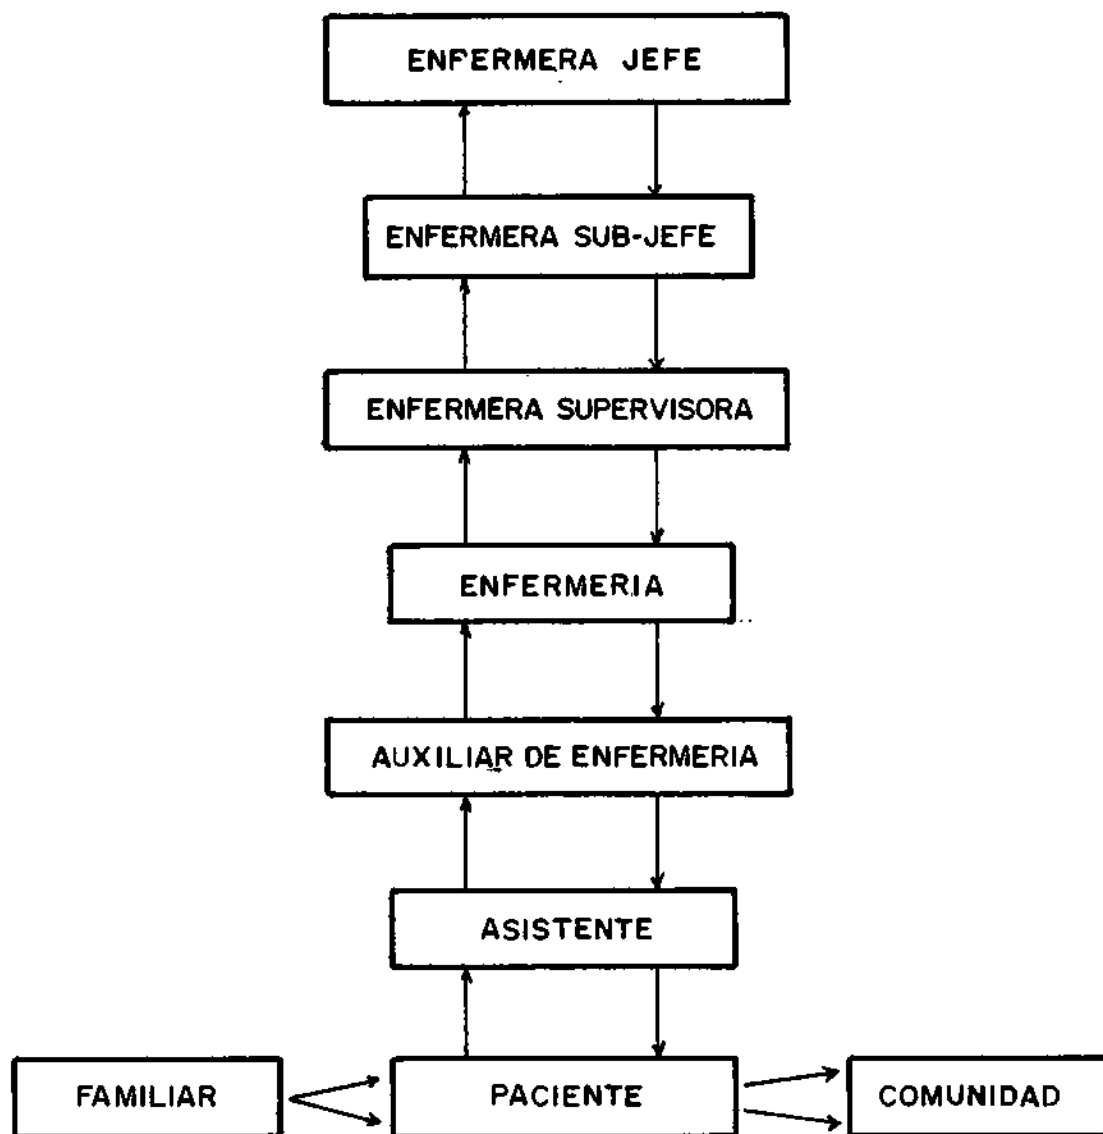 ENFERMERA JEFE
ENFERMERA SUB-JEFE
ENFERMERA SUPERVISORA
ENFERMERIA
AUXILIAR DE ENFERMERIA
ASISTENTE
FAMILIAR PACIENTE COMUNIDAD